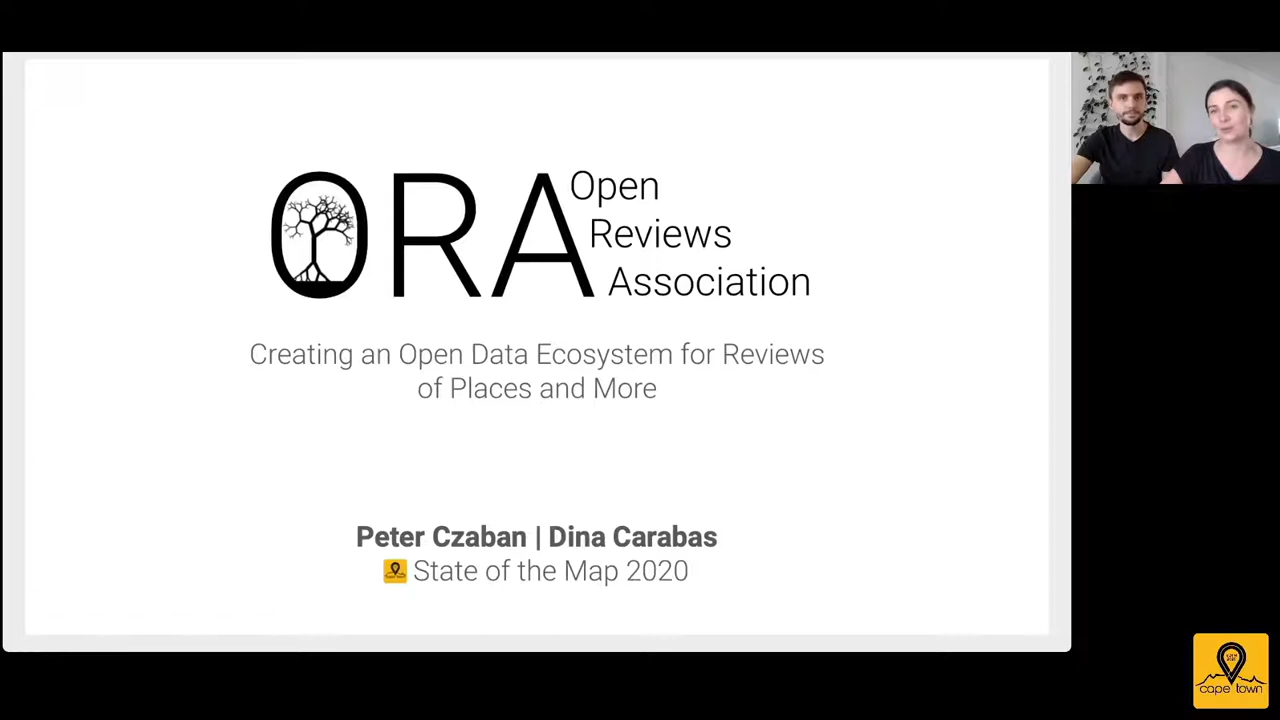 ORA
Open
Reviews
Association
Creating an Open Data Ecosystem for Reviews
of Places and More
Peter Czaban | Dina Carabas
State of the Map 2020
cape town